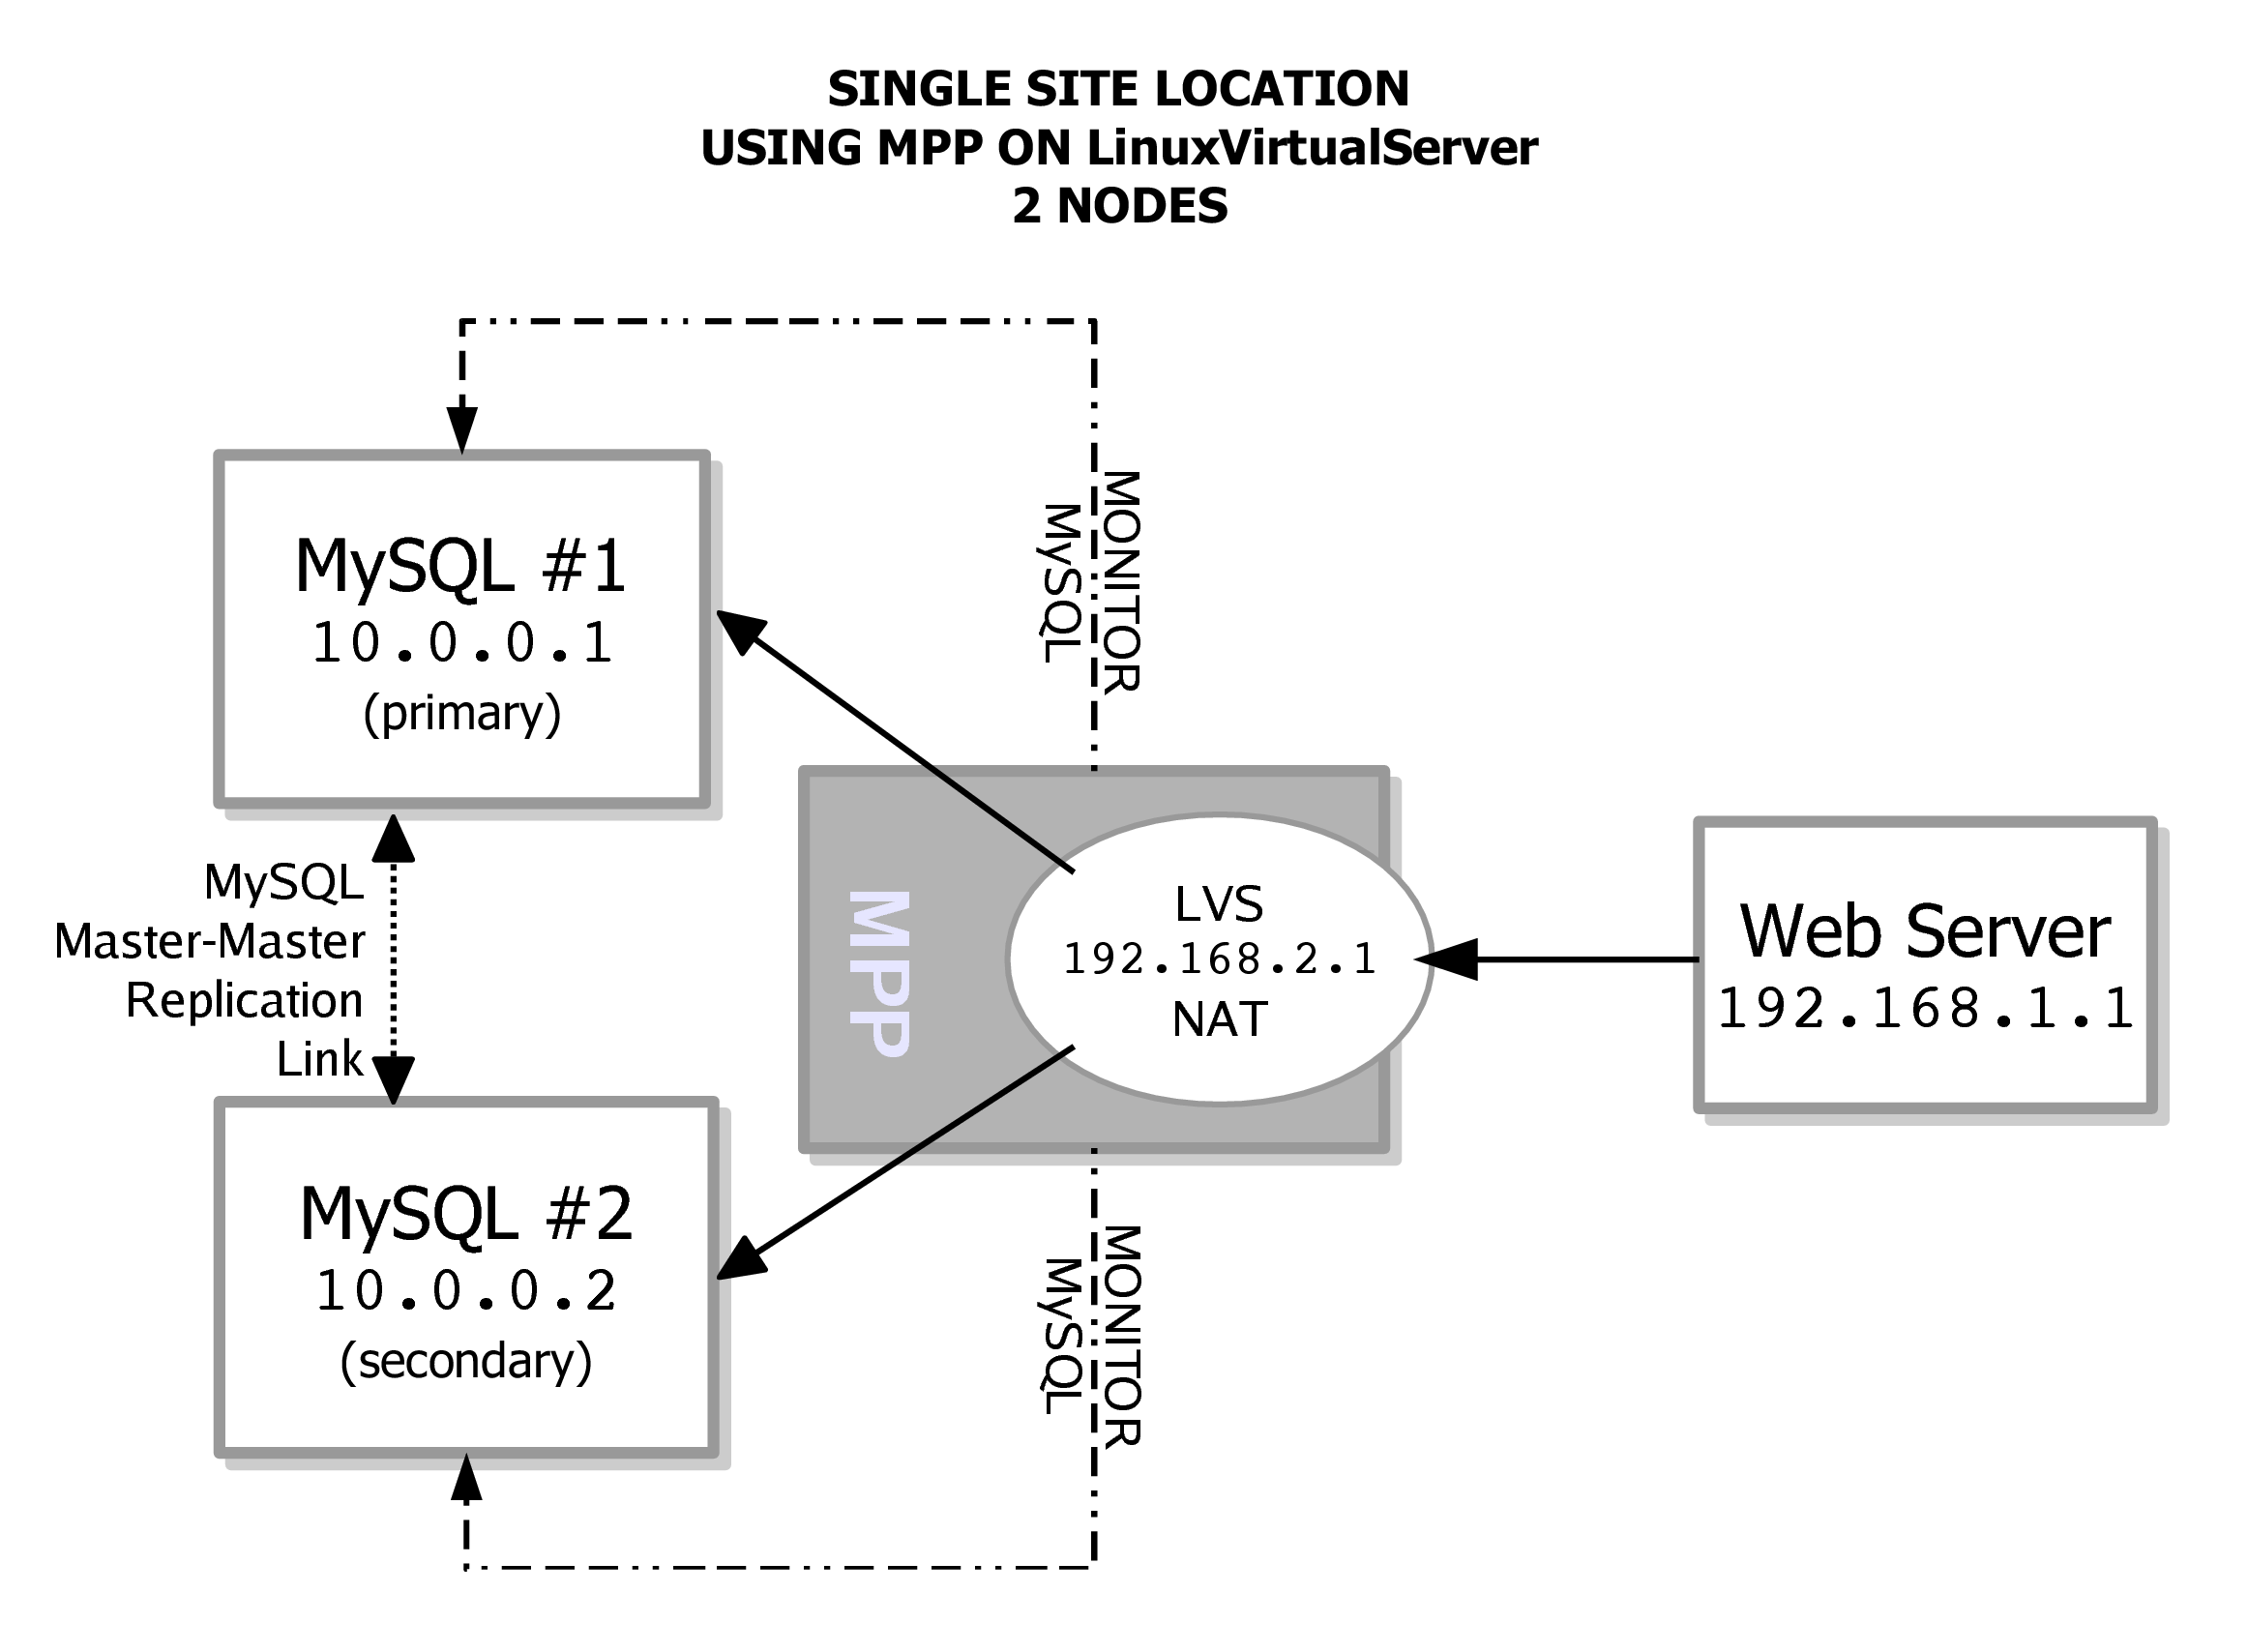 SINGLE SITE LOCATION
USING MPP ON LinuxVirtualServer
2 NODES
MySQL #1
10.0.0.1
(primary)
MONITOR
MySQL
MySQL
Master-Master
Replication
Link
MPP
LVS
192.168.2.1
NAT
Web Server
192.168.1.1
MySQL #2
10.0.0.2
(secondary)
MONITOR
MySQL